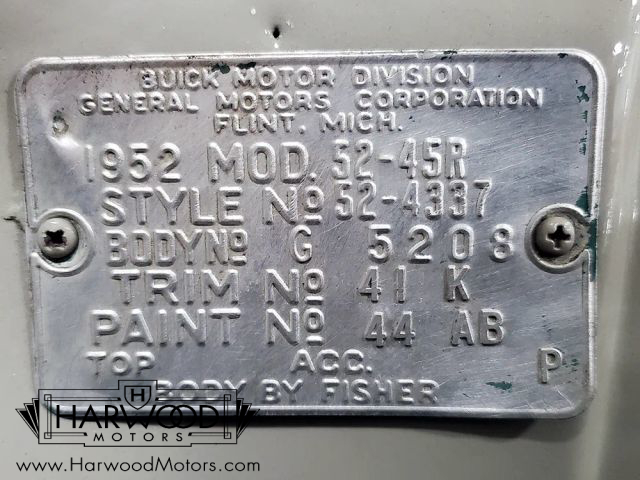 BUICK MOTOR DIVISION
GENERAL MOTORS CORPORATION
FLINT, MICH.
1952 MOD. 52-45R
STYLE No 52-4337
BODY No G 5208
TRIM No 41 K
PAINT No 44 AB
TOP ACC. P
BODY BY FISHER
H
HARWOOD
MOTORS
www.HarwoodMotors.com